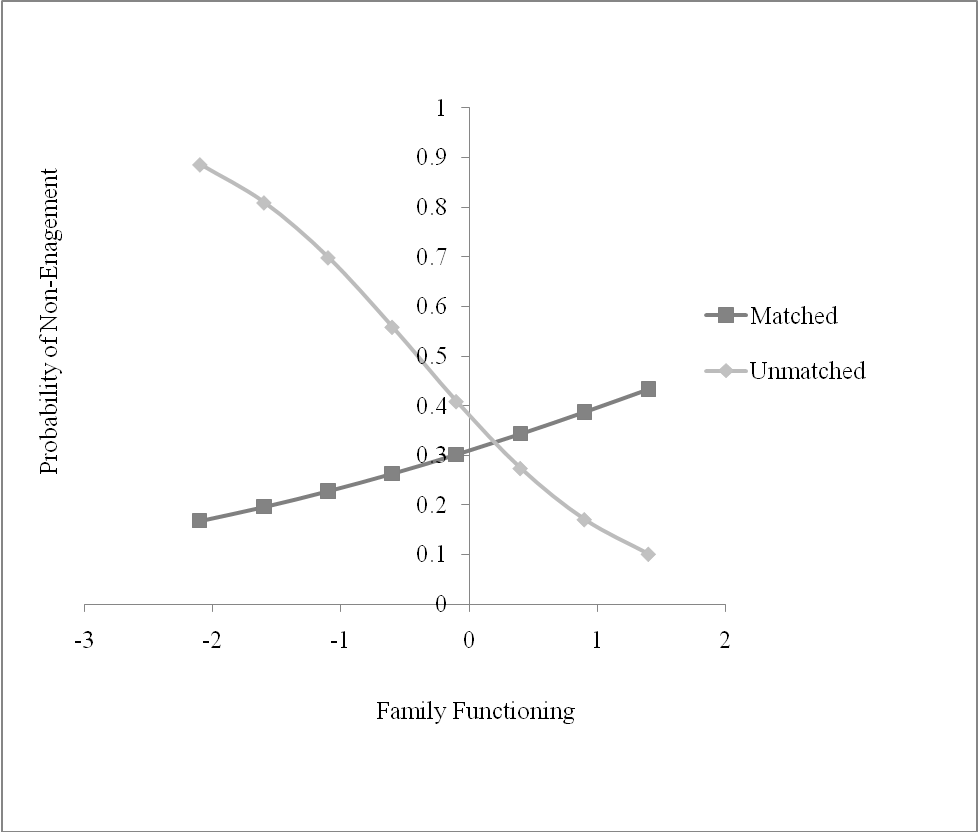 Probability of Non-Enagement
1
0.9
0.8
0.7
0.6
0.5
0.4
0.3
0.2
0.1
0
-3 -2 -1 0 1 2
Family Functioning
Matched
Unmatched